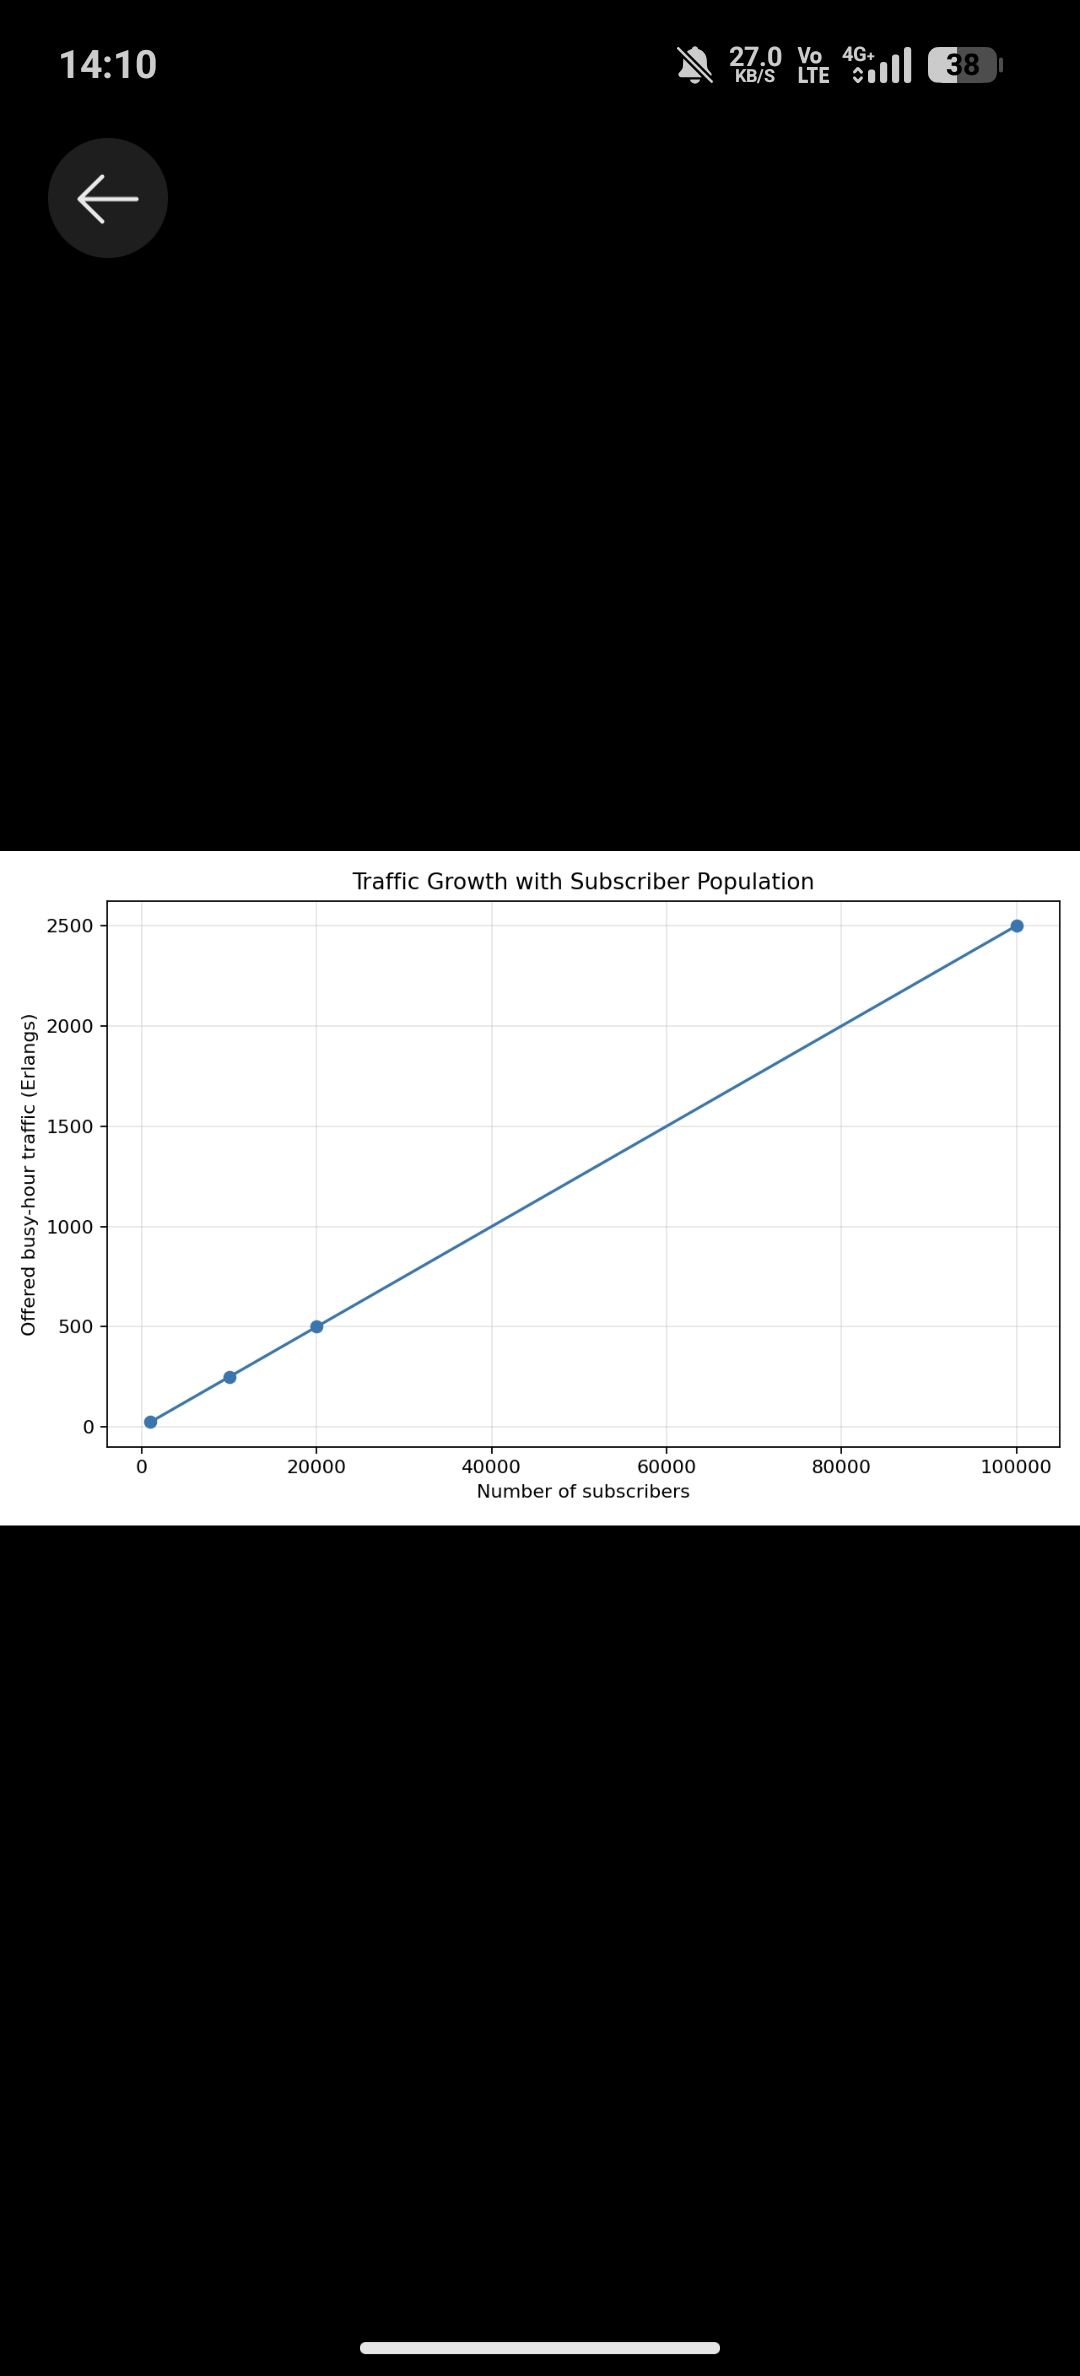 14:10
27.0 KB/S Vo LTE 4G+ 38
Traffic Growth with Subscriber Population
Offered busy-hour traffic (Erlangs)
2500
2000
1500
1000
500
0
0 20000 40000 60000 80000 100000
Number of subscribers